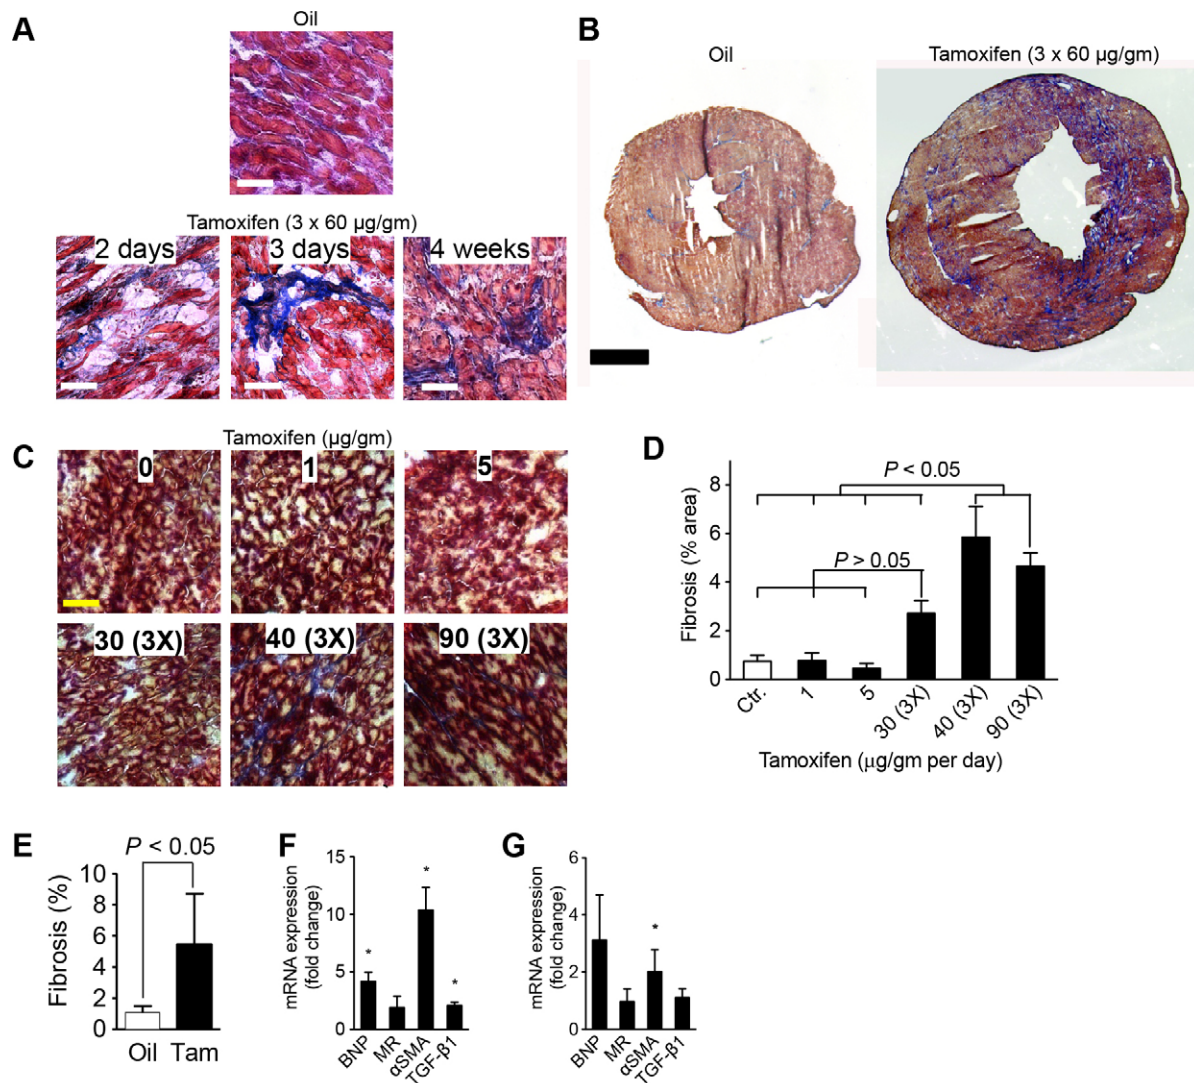 A
Oil
Tamoxifen (3 x 60 µg/gm)
2 days
3 days
4 weeks
B
Oil
Tamoxifen (3 x 60 µg/gm)
C
Tamoxifen (µg/gm)
0
1
5
30 (3X)
40 (3X)
90 (3X)
D
P < 0.05
P > 0.05
Fibrosis (% area)
8
6
4
2
0
Ctr.
1
5
30 (3X)
40 (3X)
90 (3X)
Tamoxifen (µg/gm per day)
E
P < 0.05
Fibrosis (%)
10
8
6
4
2
0
Oil
Tam
F
mRNA expression
(fold change)
15
10
5
0
*
*
*
BNP
MR
αSMA
TGF-β1
G
mRNA expression
(fold change)
6
4
2
0
*
BNP
MR
αSMA
TGF-β1